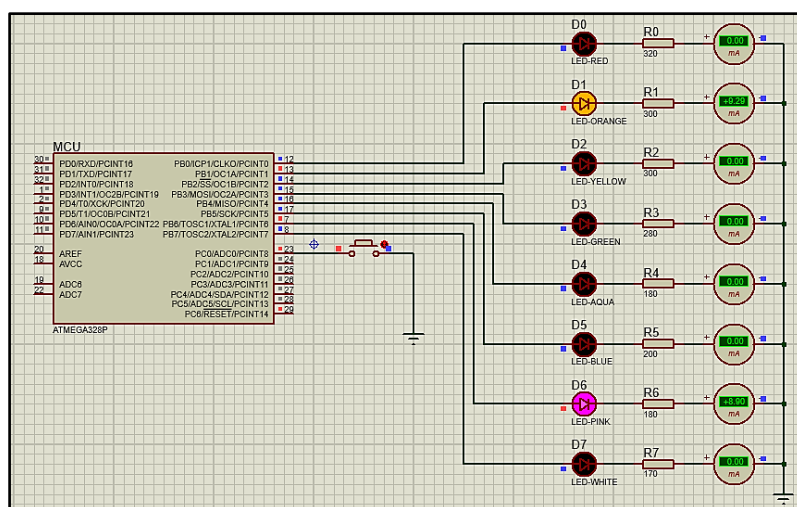 MCU
30 PD0/RXD/PCINT16 PB0/ICP1/CLKO/PCINT0 12
31 PD1/TXD/PCINT17 PB1/OC1A/PCINT1 13
32 PD2/INT0/PCINT18 PB2/SS/OC1B/PCINT2 14
1 PD3/INT1/OC2B/PCINT19 PB3/MOSI/OC2A/PCINT3 15
2 PD4/T0/XCK/PCINT20 PB4/MISO/PCINT4 16
9 PD5/T1/OC0B/PCINT21 PB5/SCK/PCINT5 17
10 PD6/AIN0/OC0A/PCINT22 PB6/TOSC1/XTAL1/PCINT6 7
11 PD7/AIN1/PCINT23 PB7/TOSC2/XTAL2/PCINT7 8
20 AREF PC0/ADC0/PCINT8 23
18 AVCC PC1/ADC1/PCINT9 24
PC2/ADC2/PCINT10 25
19 ADC6 PC3/ADC3/PCINT11 26
22 ADC7 PC4/ADC4/SDA/PCINT12 27
PC5/ADC5/SCL/PCINT13 28
PC6/RESET/PCINT14 29
ATMEGA328P
D0 R0
+ 0.00
LED-RED 320 mA
D1 R1
+ +9.29
LED-ORANGE 300 mA
D2 R2
+ 0.00
LED-YELLOW 300 mA
D3 R3
+ 0.00
LED-GREEN 280 mA
D4 R4
+ 0.00
LED-AQUA 180 mA
D5 R5
+ 0.00
LED-BLUE 200 mA
D6 R6
+ +8.90
LED-PINK 180 mA
D7 R7
+ 0.00
LED-WHITE 170 mA